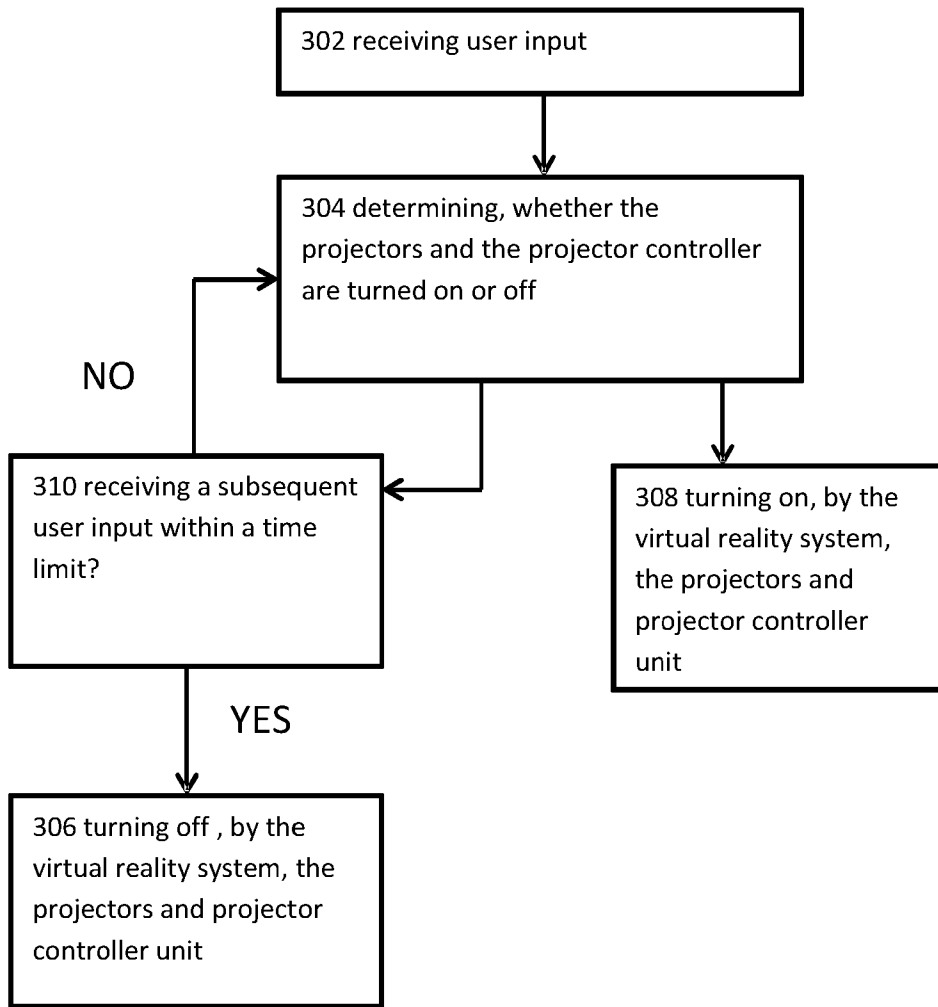 302 receiving user input
304 determining, whether the
projectors and the projector controller
are turned on or off
NO
310 receiving a subsequent
user input within a time
limit?
308 turning on, by the
virtual reality system,
the projectors and
projector controller
unit
YES
306 turning off , by the
virtual reality system, the
projectors and projector
controller unit